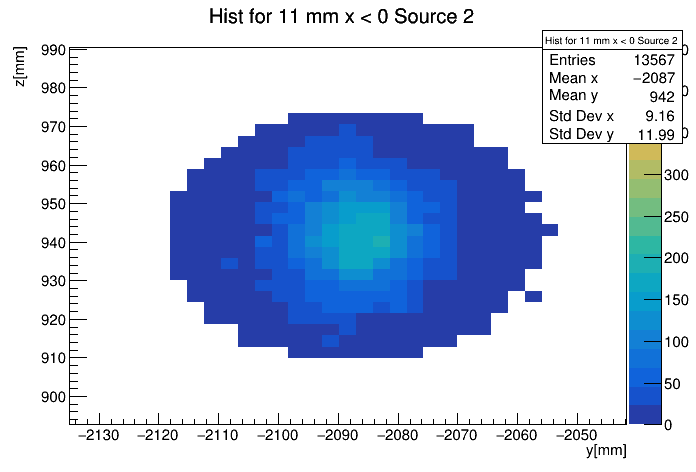 Hist for 11 mm x < 0 Source 2
Hist for 11 mm x < 0 Source 2
Entries 13567
Mean x −2087
Mean y 942
Std Dev x 9.16
Std Dev y 11.99
z[mm]
990
980
970
960
950
940
930
920
910
900
0
0
300
250
200
150
100
50
0
−2130 −2120 −2110 −2100 −2090 −2080 −2070 −2060 −2050
y[mm]